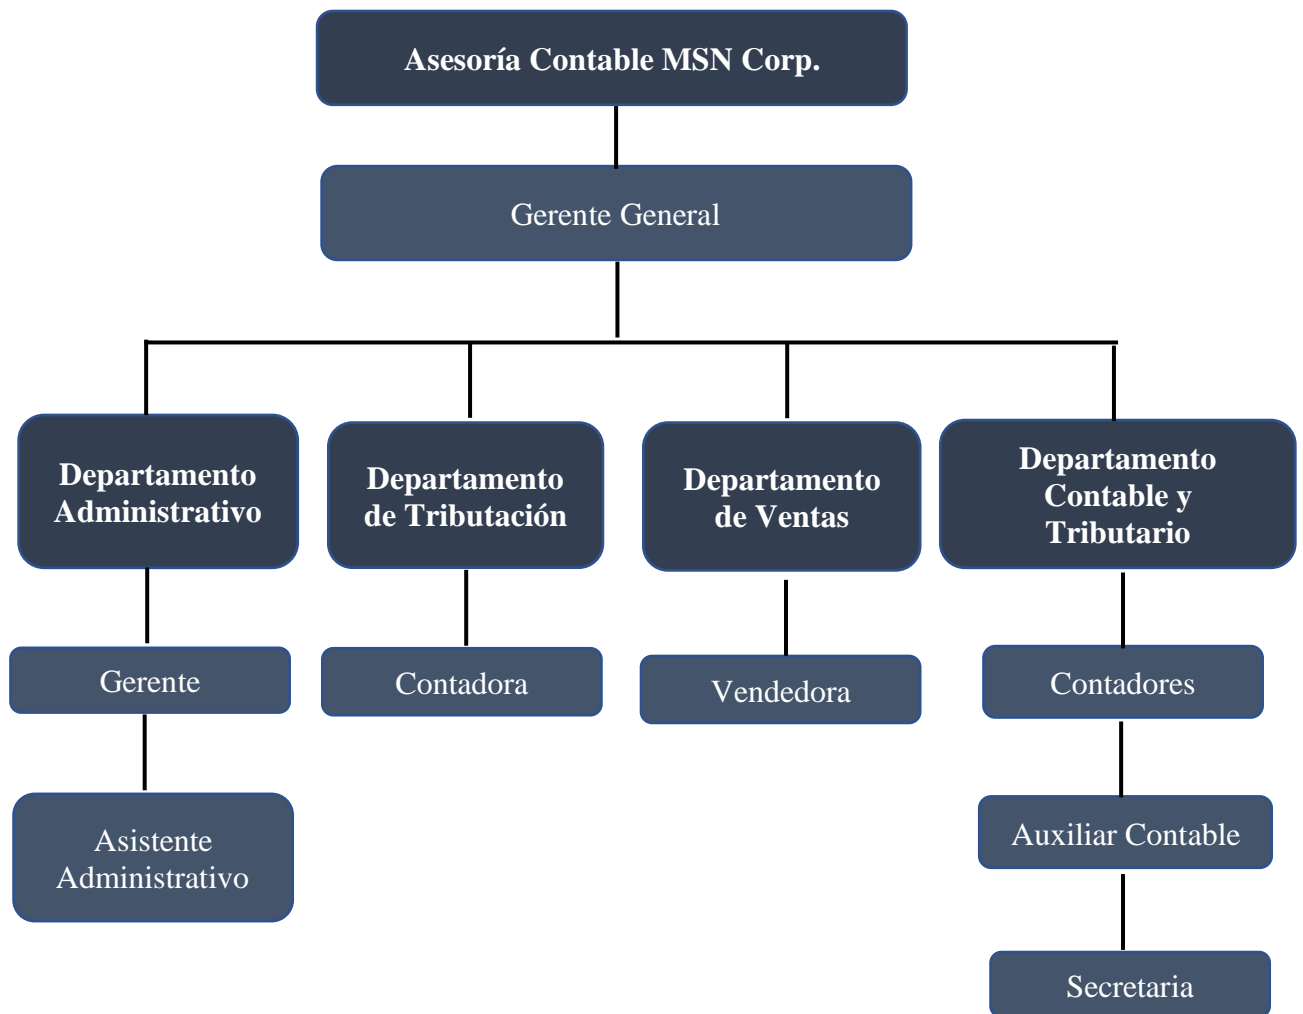 Asesoría Contable MSN Corp.
Gerente General
Departamento
Administrativo
Departamento
de Tributación
Departamento
de Ventas
Departamento
Contable y
Tributario
Gerente
Contadora
Vendedora
Contadores
Asistente
Administrativo
Auxiliar Contable
Secretaria